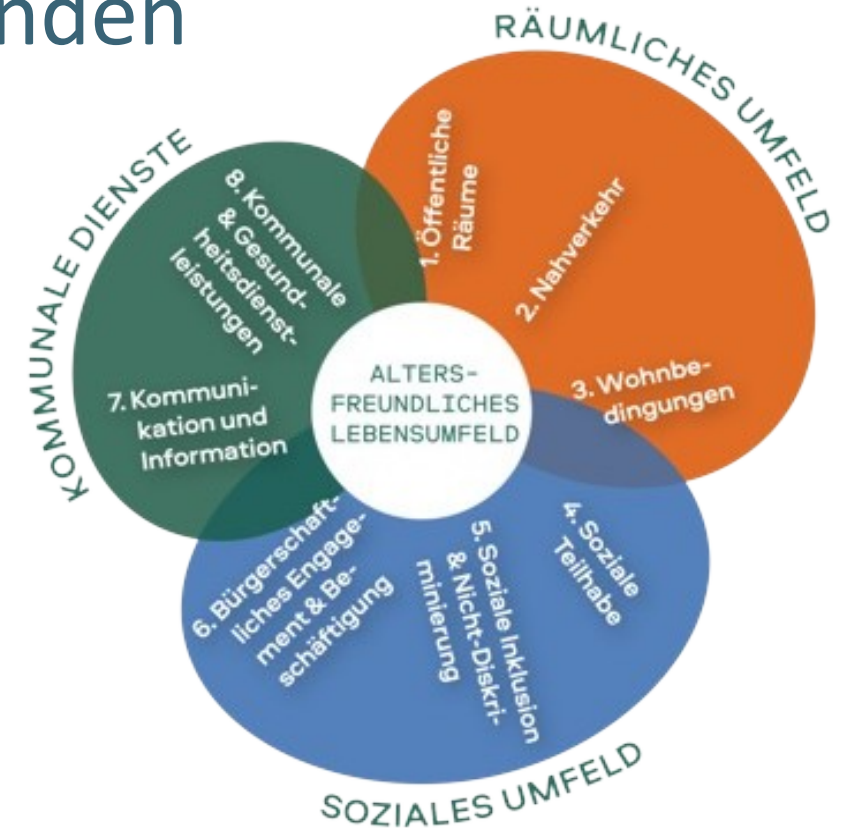 nden
RÄUMLICHES UMFELD
1. Öffentliche
Räume
2. Nahverkehr
3. Wohnbe-
dingungen
ALTERS-
FREUNDLICHES
LEBENSUMFELD
4. Soziale
Teilhabe
5. Soziale Inklusion
& Nicht-Diskri-
minierung
6. Bürgerschaft-
liches Engage-
ment & Be-
schäftigung
SOZIALES UMFELD
7. Kommuni-
kation und
Information
8. Kommunale
& Gesund-
heitsdienst-
leistungen
KOMMUNALE DIENSTE